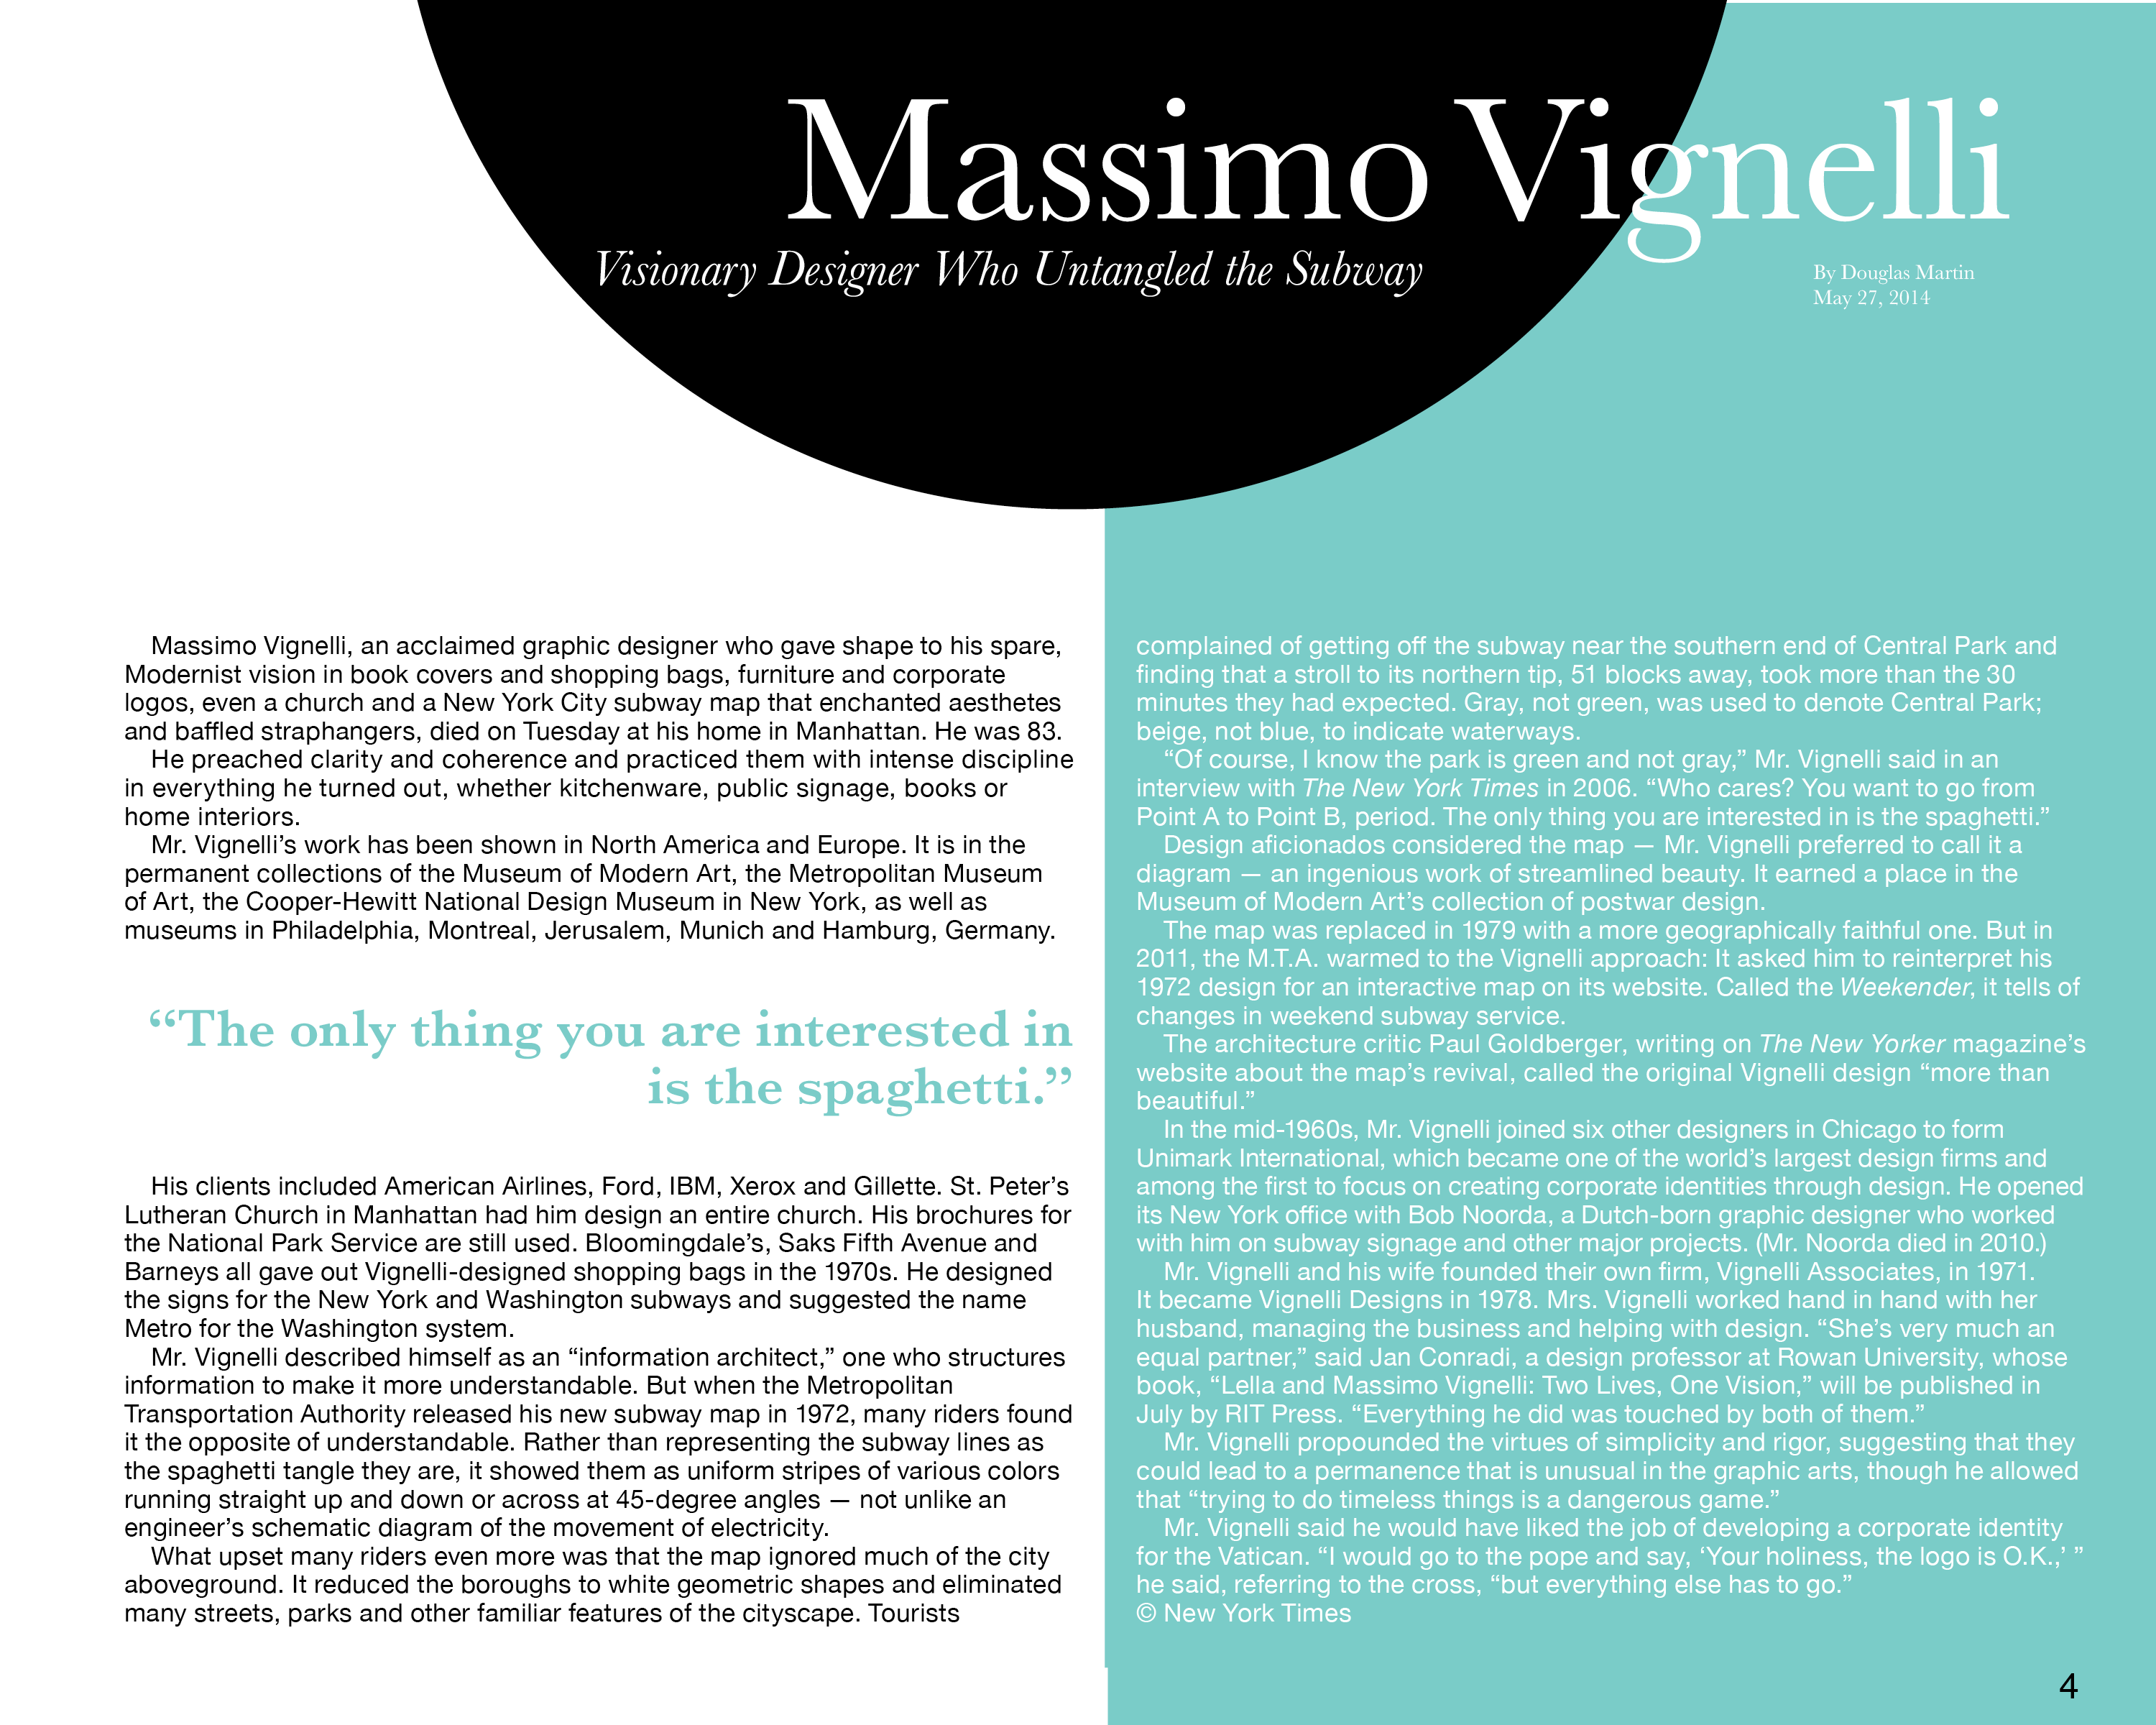 Massimo Vignelli
Visionary Designer Who Untangled the Subway
By Douglas Martin
May 27, 2014
Massimo Vignelli, an acclaimed graphic designer who gave shape to his spare,
Modernist vision in book covers and shopping bags, furniture and corporate
logos, even a church and a New York City subway map that enchanted aesthetes
and baffled straphangers, died on Tuesday at his home in Manhattan. He was 83.
He preached clarity and coherence and practiced them with intense discipline
in everything he turned out, whether kitchenware, public signage, books or
home interiors.
Mr. Vignelli’s work has been shown in North America and Europe. It is in the
permanent collections of the Museum of Modern Art, the Metropolitan Museum
of Art, the Cooper-Hewitt National Design Museum in New York, as well as
museums in Philadelphia, Montreal, Jerusalem, Munich and Hamburg, Germany.
“The only thing you are interested in
is the spaghetti.”
His clients included American Airlines, Ford, IBM, Xerox and Gillette. St. Peter’s
Lutheran Church in Manhattan had him design an entire church. His brochures for
the National Park Service are still used. Bloomingdale’s, Saks Fifth Avenue and
Barneys all gave out Vignelli-designed shopping bags in the 1970s. He designed
the signs for the New York and Washington subways and suggested the name
Metro for the Washington system.
Mr. Vignelli described himself as an “information architect,” one who structures
information to make it more understandable. But when the Metropolitan
Transportation Authority released his new subway map in 1972, many riders found
it the opposite of understandable. Rather than representing the subway lines as
the spaghetti tangle they are, it showed them as uniform stripes of various colors
running straight up and down or across at 45-degree angles — not unlike an
engineer’s schematic diagram of the movement of electricity.
What upset many riders even more was that the map ignored much of the city
aboveground. It reduced the boroughs to white geometric shapes and eliminated
many streets, parks and other familiar features of the cityscape. Tourists
complained of getting off the subway near the southern end of Central Park and
finding that a stroll to its northern tip, 51 blocks away, took more than the 30
minutes they had expected. Gray, not green, was used to denote Central Park;
beige, not blue, to indicate waterways.
“Of course, I know the park is green and not gray,” Mr. Vignelli said in an
interview with The New York Times in 2006. “Who cares? You want to go from
Point A to Point B, period. The only thing you are interested in is the spaghetti.”
Design aficionados considered the map — Mr. Vignelli preferred to call it a
diagram — an ingenious work of streamlined beauty. It earned a place in the
Museum of Modern Art’s collection of postwar design.
The map was replaced in 1979 with a more geographically faithful one. But in
2011, the M.T.A. warmed to the Vignelli approach: It asked him to reinterpret his
1972 design for an interactive map on its website. Called the Weekender, it tells of
changes in weekend subway service.
The architecture critic Paul Goldberger, writing on The New Yorker magazine’s
website about the map’s revival, called the original Vignelli design “more than
beautiful.”
In the mid-1960s, Mr. Vignelli joined six other designers in Chicago to form
Unimark International, which became one of the world’s largest design firms and
among the first to focus on creating corporate identities through design. He opened
its New York office with Bob Noorda, a Dutch-born graphic designer who worked
with him on subway signage and other major projects. (Mr. Noorda died in 2010.)
Mr. Vignelli and his wife founded their own firm, Vignelli Associates, in 1971.
It became Vignelli Designs in 1978. Mrs. Vignelli worked hand in hand with her
husband, managing the business and helping with design. “She’s very much an
equal partner,” said Jan Conradi, a design professor at Rowan University, whose
book, “Lella and Massimo Vignelli: Two Lives, One Vision,” will be published in
July by RIT Press. “Everything he did was touched by both of them.”
Mr. Vignelli propounded the virtues of simplicity and rigor, suggesting that they
could lead to a permanence that is unusual in the graphic arts, though he allowed
that “trying to do timeless things is a dangerous game.”
Mr. Vignelli said he would have liked the job of developing a corporate identity
for the Vatican. “I would go to the pope and say, ‘Your holiness, the logo is O.K.,’ ”
he said, referring to the cross, “but everything else has to go.”
© New York Times
4